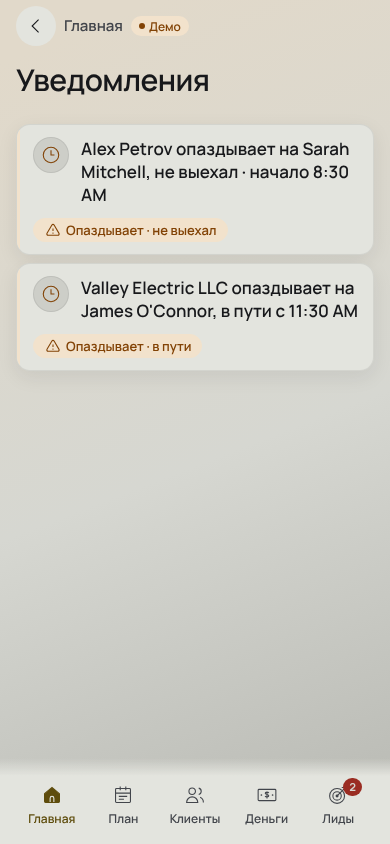 Главная
Демо
Уведомления
Alex Petrov опаздывает на Sarah
Mitchell, не выехал · начало 8:30
AM
Опаздывает · не выехал
Valley Electric LLC опаздывает на
James O'Connor, в пути с 11:30 AM
Опаздывает · в пути
2
Главная
План
Клиенты
Деньги
Лиды